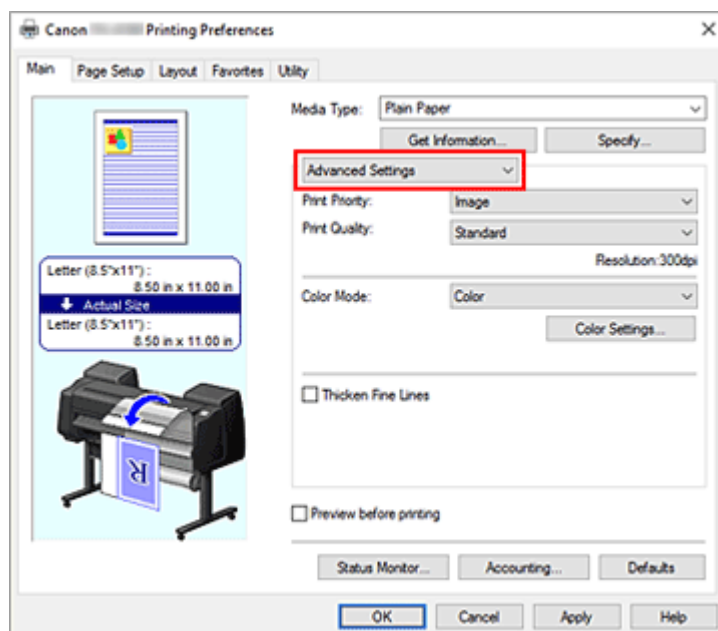 Canon Printing Preferences
Main Page Setup Layout Favorites Utility
Media Type: Plain Paper
Get Information... Specify...
Advanced Settings
Print Priority: Image
Print Quality: Standard
Resolution:300dpi
Letter (8.5"x11") :
8.50 in x 11.00 in
Actual Size
Letter (8.5"x11") :
8.50 in x 11.00 in
Color Mode: Color
Color Settings...
Thicken Fine Lines
R
Preview before printing
Status Monitor... Accounting... Defaults
OK Cancel Apply Help